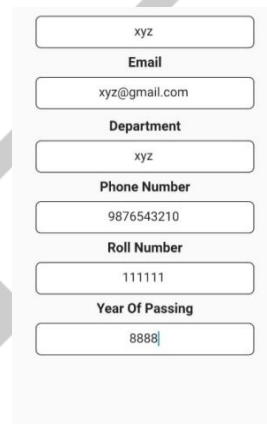 xyz
Email
xyz@gmail.com
Department
xyz
Phone Number
9876543210
Roll Number
111111
Year Of Passing
8888